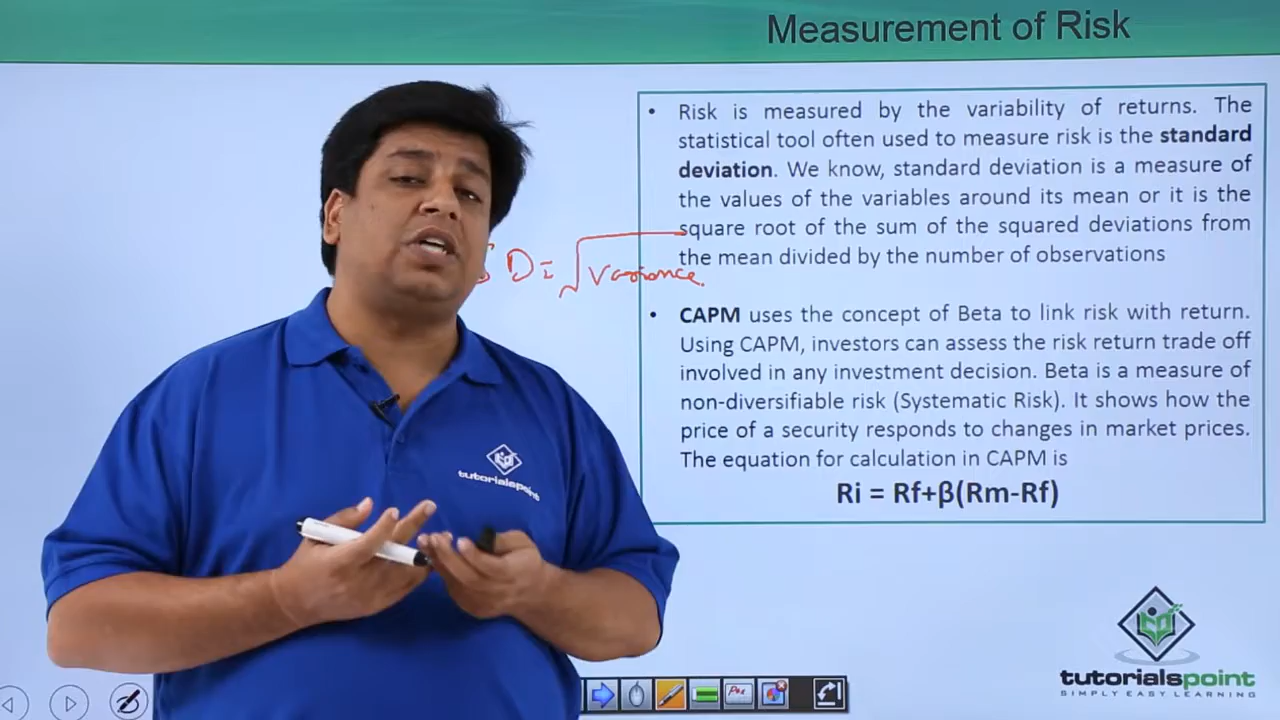 Measurement of Risk
• Risk is measured by the variability of returns. The
statistical tool often used to measure risk is the standard
deviation. We know, standard deviation is a measure of
the values of the variables around its mean or it is the
square root of the sum of the squared deviations from
the mean divided by the number of observations
S D = √variance.
• CAPM uses the concept of Beta to link risk with return.
Using CAPM, investors can assess the risk return trade off
involved in any investment decision. Beta is a measure of
non-diversifiable risk (Systematic Risk). It shows how the
price of a security responds to changes in market prices.
The equation for calculation in CAPM is
Ri = Rf+β(Rm-Rf)
tutorialspoint
tutorialspoint
SIMPLY EASY LEARNING